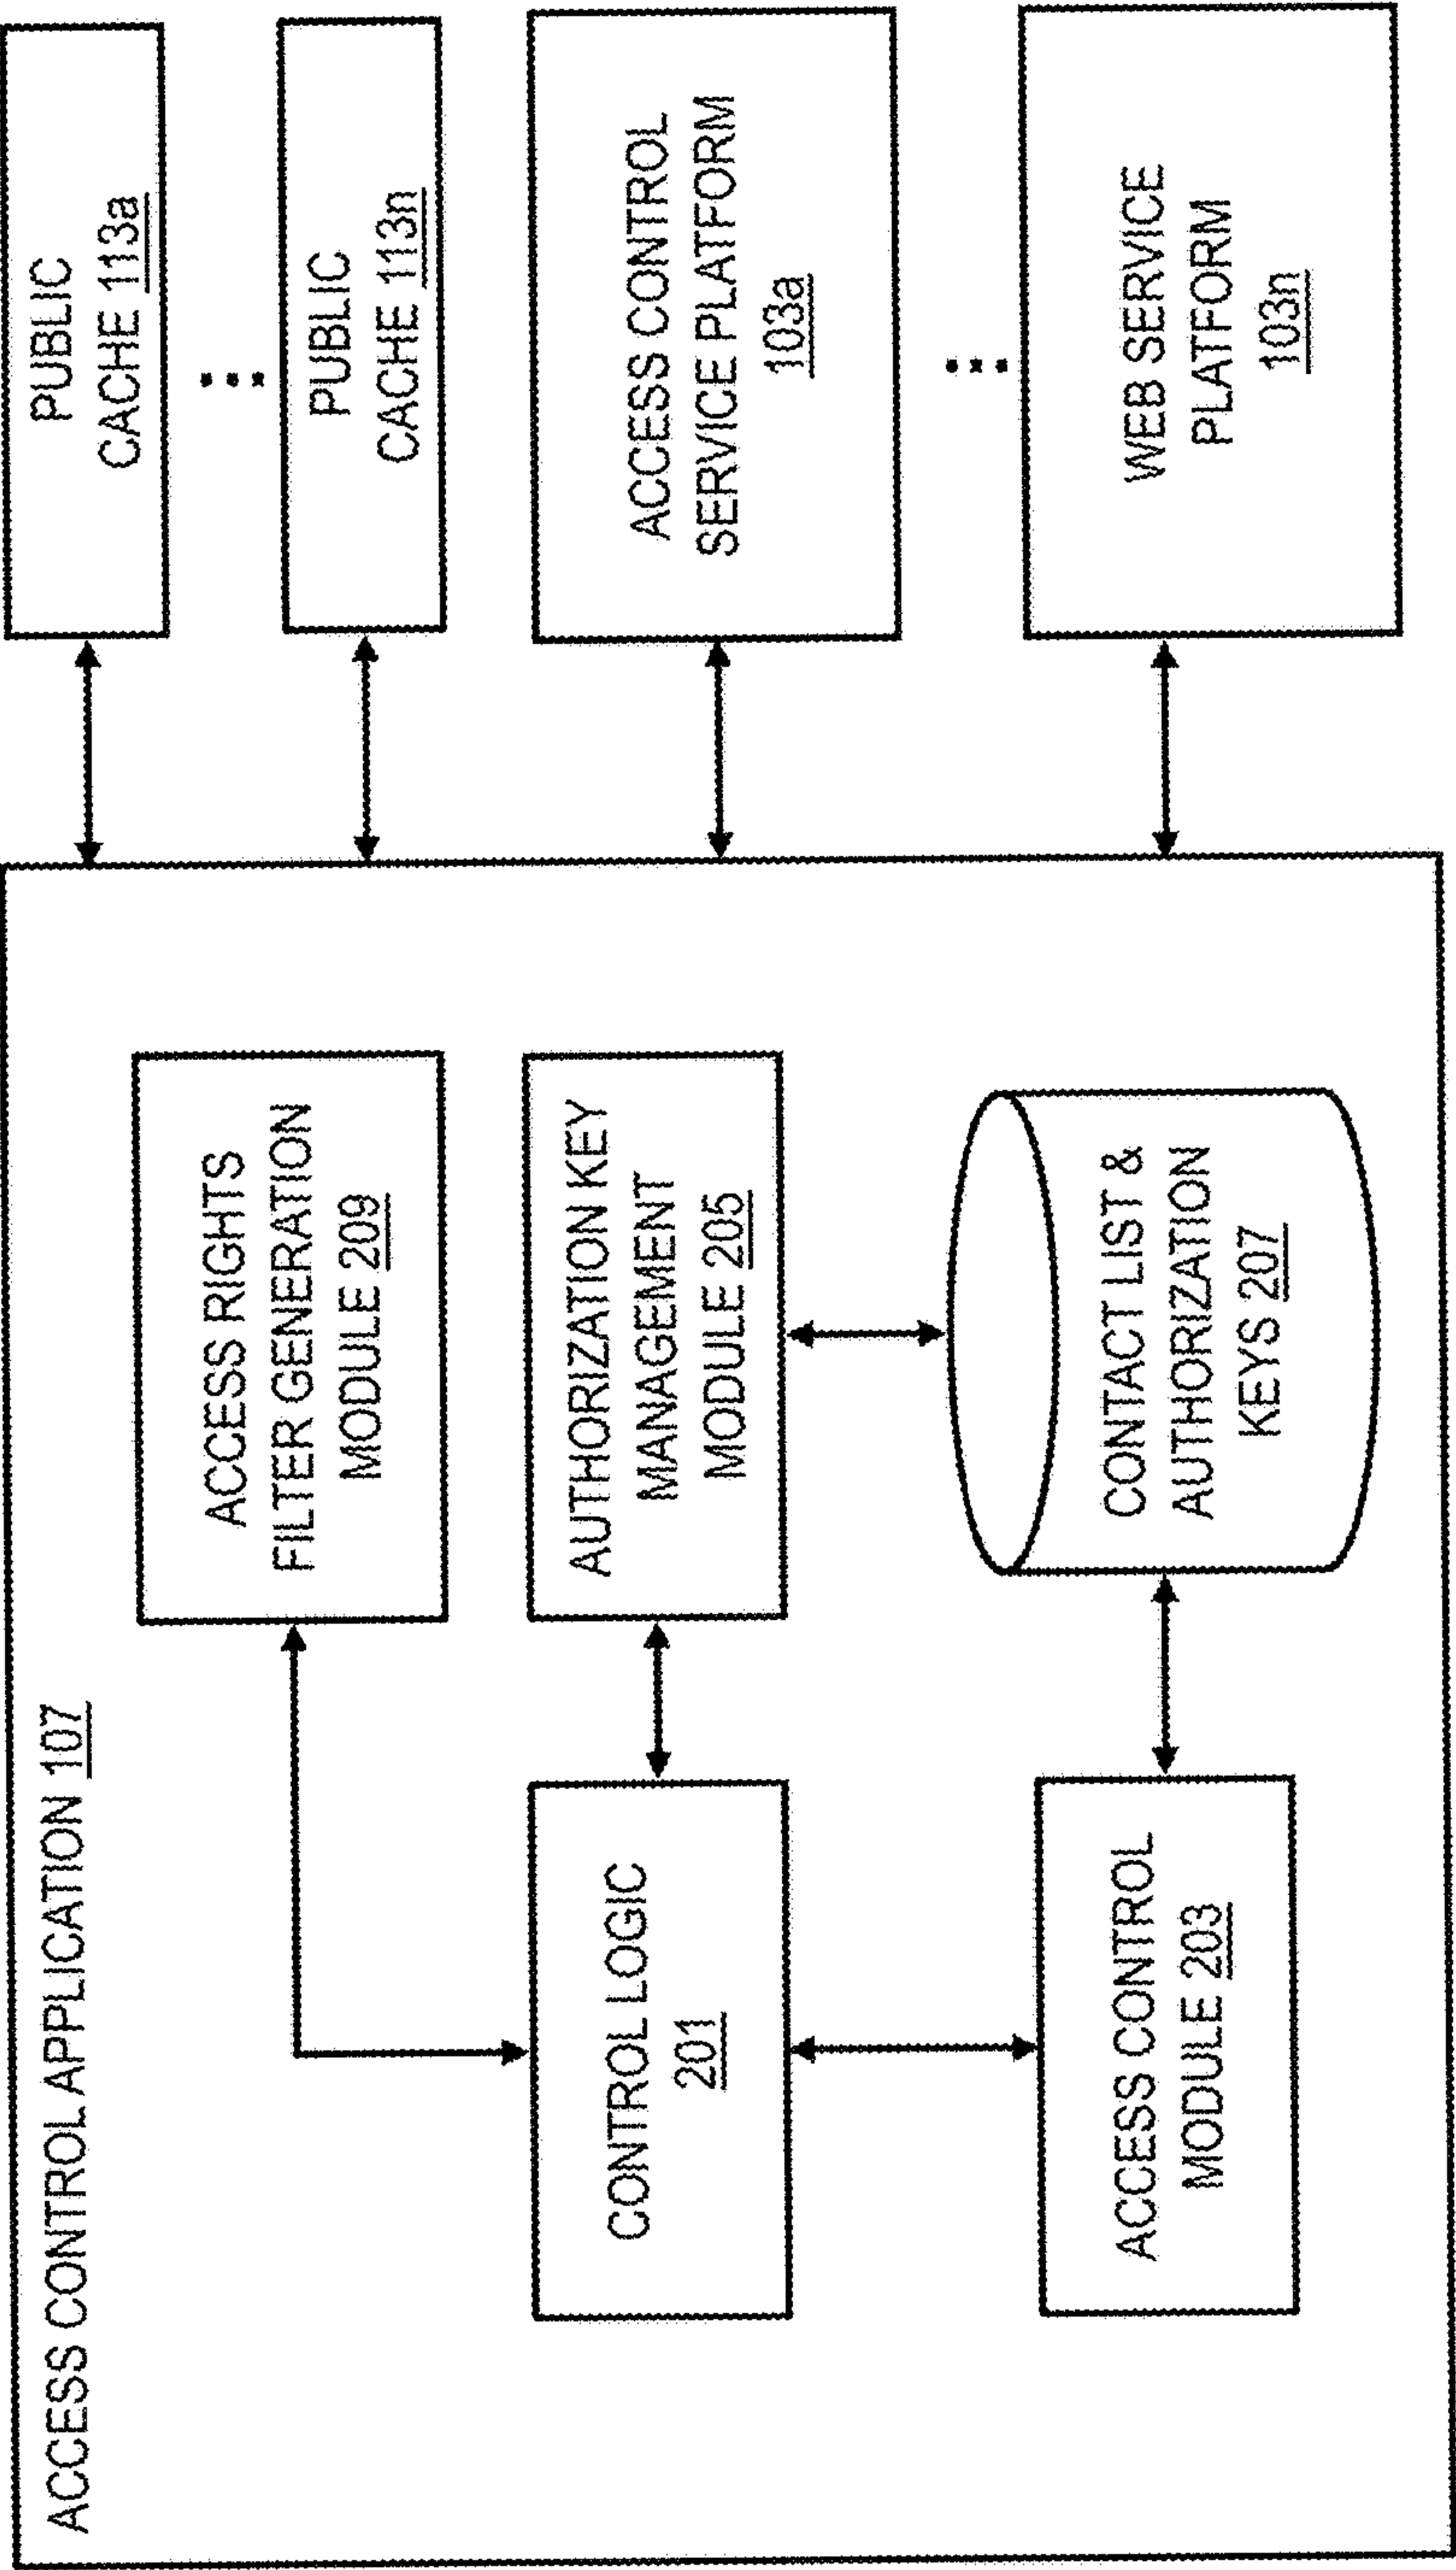 ACCESS CONTROL APPLICATION 107
ACCESS RIGHTS
FILTER GENERATION
MODULE 209
CONTROL LOGIC
201
AUTHORIZATION KEY
MANAGEMENT
MODULE 205
ACCESS CONTROL
MODULE 203
CONTACT LIST &
AUTHORIZATION
KEYS 207
PUBLIC
CACHE 113a
PUBLIC
CACHE 113n
ACCESS CONTROL
SERVICE PLATFORM
103a
WEB SERVICE
PLATFORM
103n